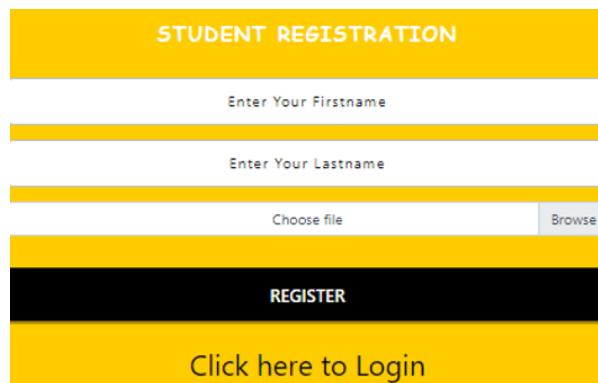 STUDENT REGISTRATION
Enter Your Firstname
Enter Your Lastname
Choose file Browse
REGISTER
Click here to Login